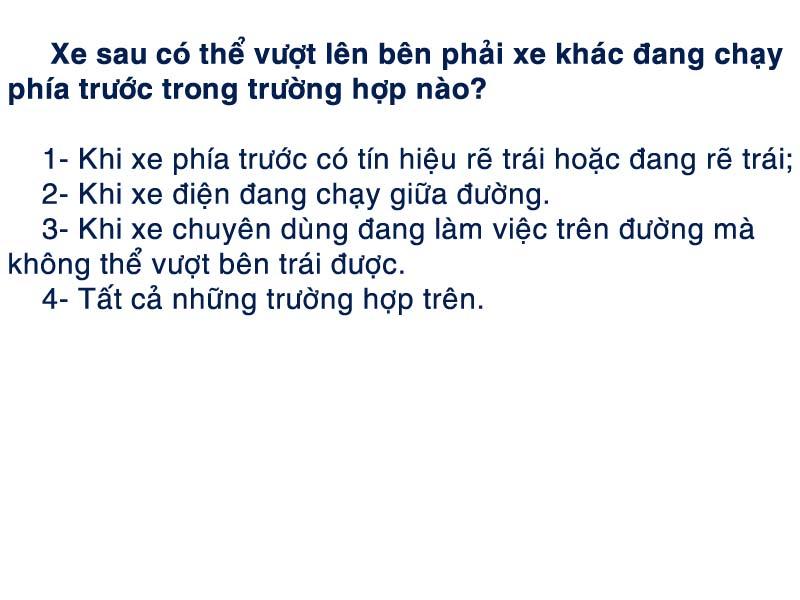 Xe sau có thể vượt lên bên phải xe khác đang chạy
phía trước trong trường hợp nào?
1- Khi xe phía trước có tín hiệu rẽ trái hoặc đang rẽ trái;
2- Khi xe điện đang chạy giữa đường.
3- Khi xe chuyên dùng đang làm việc trên đường mà
không thể vượt bên trái được.
4- Tất cả những trường hợp trên.